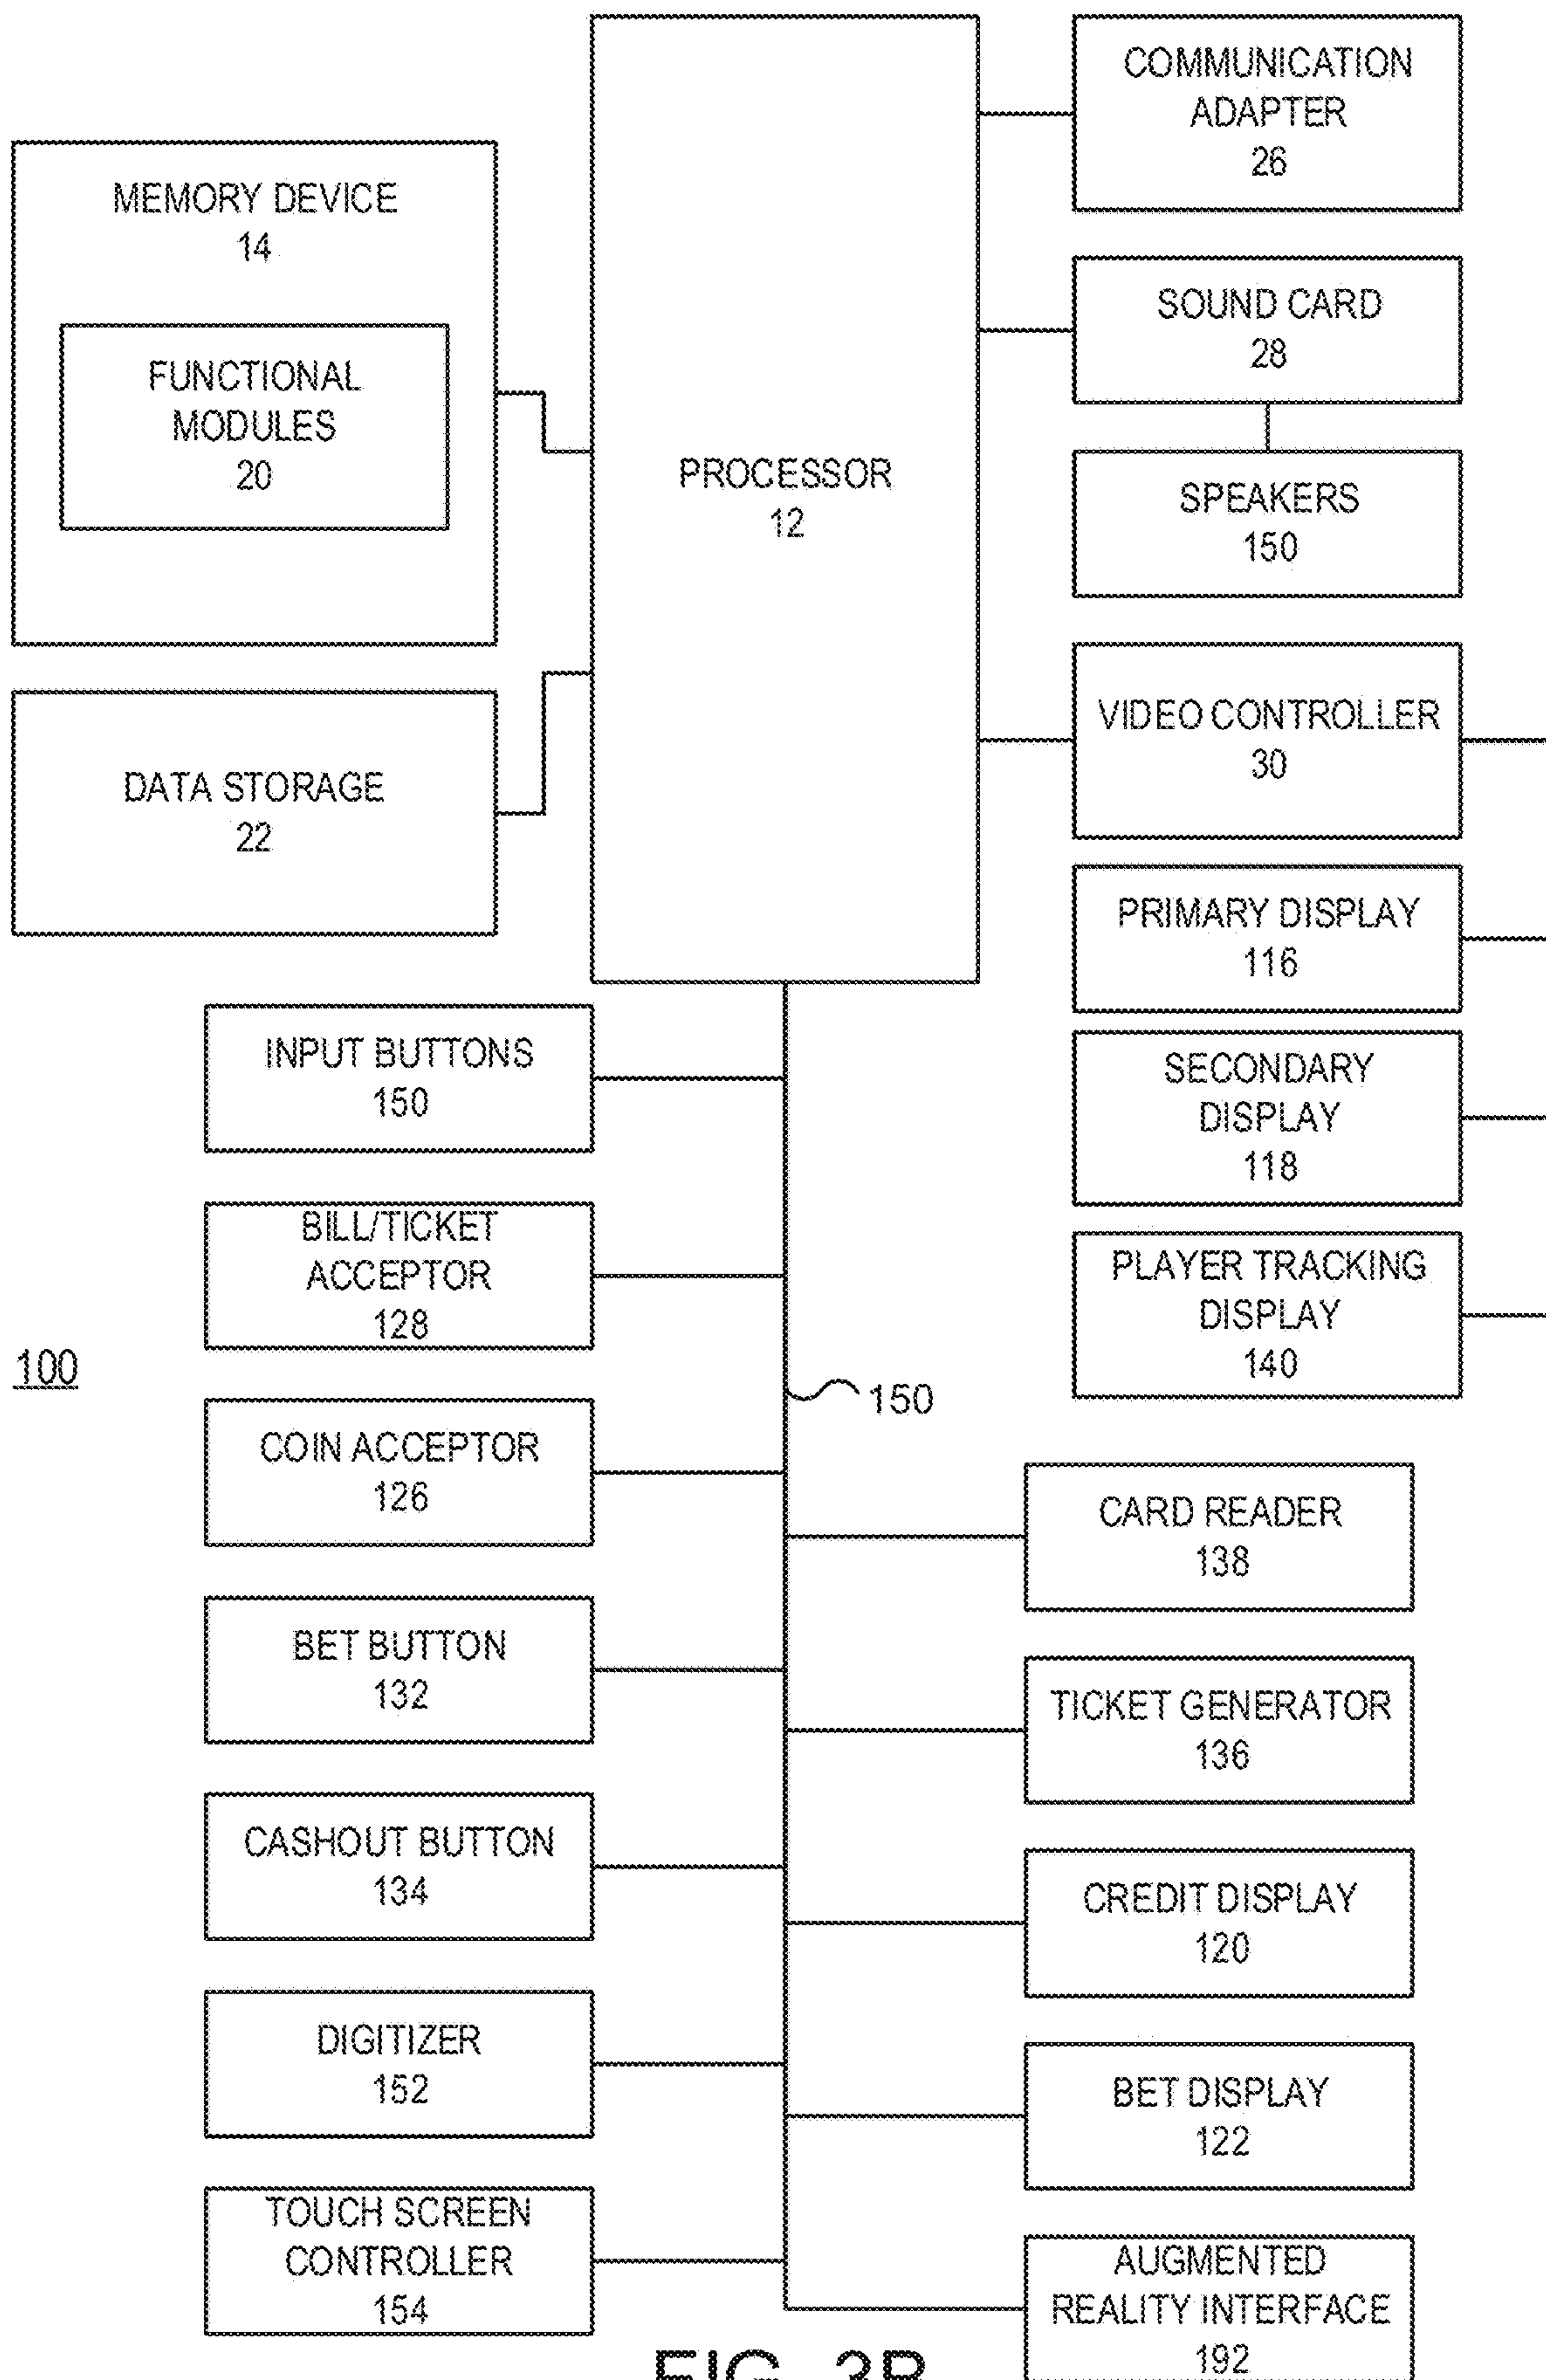 COMMUNICATION
ADAPTER
26
MEMORY DEVICE
14
FUNCTIONAL
MODULES
20
PROCESSOR
12
SOUND CARD
28
SPEAKERS
150
VIDEO CONTROLLER
30
DATA STORAGE
22
PRIMARY DISPLAY
116
SECONDARY
DISPLAY
118
PLAYER TRACKING
DISPLAY
140
INPUT BUTTONS
150
BILL/TICKET
ACCEPTOR
128
100
150
COIN ACCEPTOR
126
BET BUTTON
132
CASHOUT BUTTON
134
DIGITIZER
152
TOUCH SCREEN
CONTROLLER
154
CARD READER
138
TICKET GENERATOR
136
CREDIT DISPLAY
120
BET DISPLAY
122
AUGMENTED
REALITY INTERFACE
192
FIG. 3B